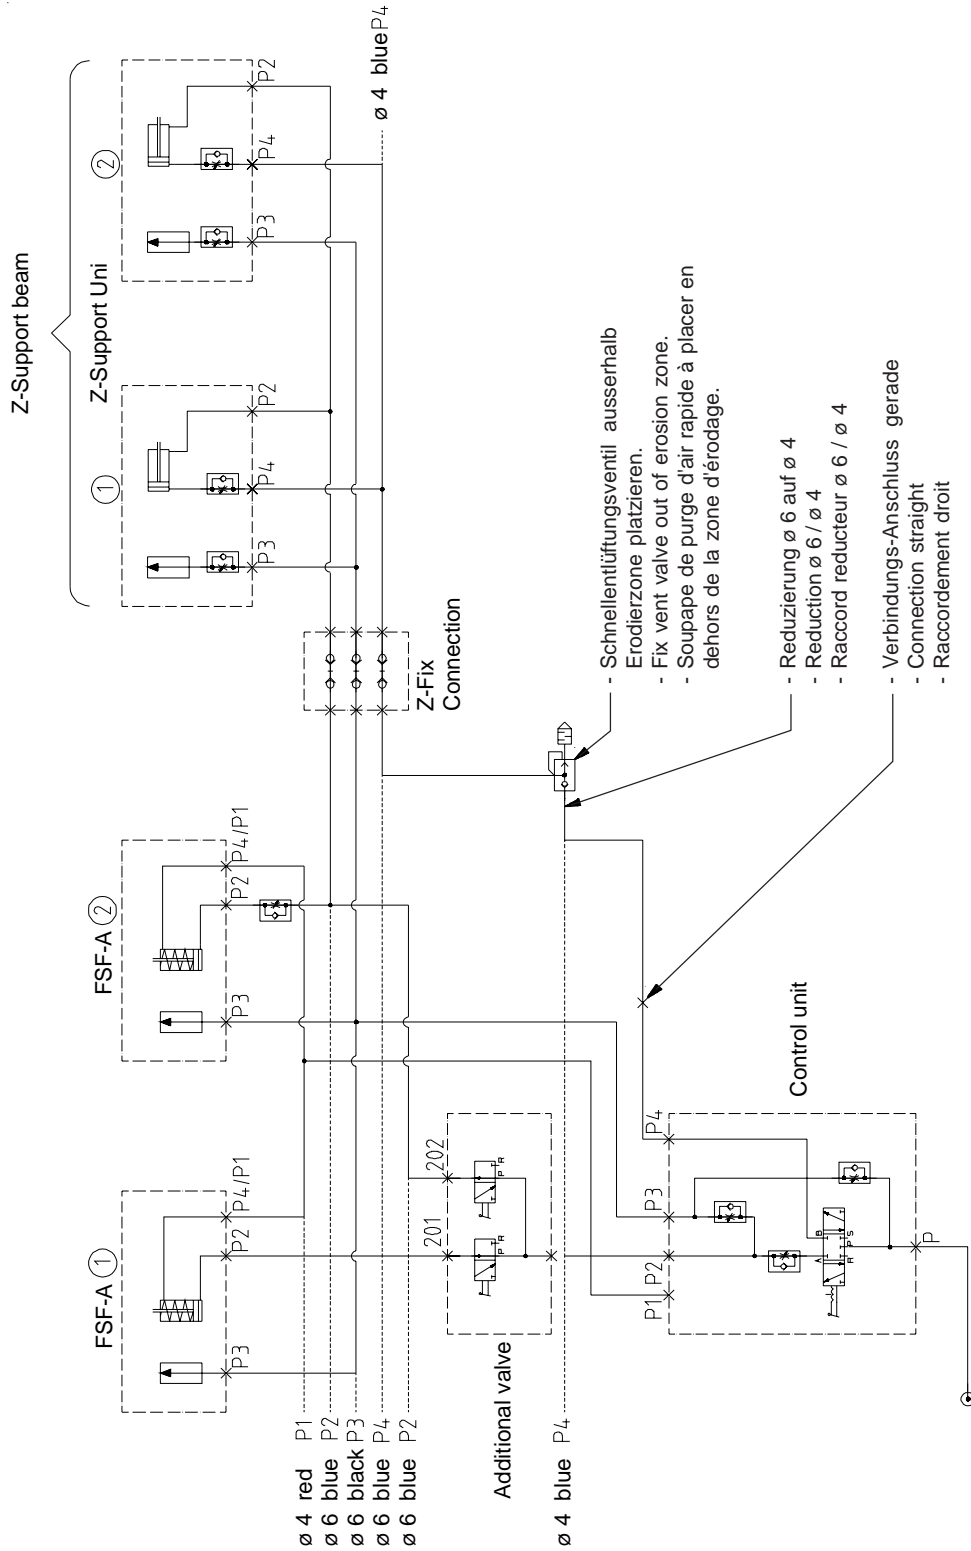 Z-Support beam
Z-Support Uni
1
2
P3
P4
P2
P3
P4
P2
ø 4 blue P4
FSF-A 1
P3
P2
P4/P1
FSF-A 2
P3
P2
P4/P1
Z-Fix
Connection
ø 4 red P1
ø 6 blue P2
ø 6 black P3
ø 6 blue P4
ø 6 blue P2
201
202
P
R
P
R
Additional valve
ø 4 blue P4
P1
P2
P3
P4
A
B
R
P
S
P
Control unit
- Schnellentlüftungsventil ausserhalb
Erodierzone platzieren.
- Fix vent valve out of erosion zone.
- Soupape de purge d'air rapide à placer en
dehors de la zone d'érodage.
- Reduzierung ø 6 auf ø 4
- Reduction ø 6 / ø 4
- Raccord reducteur ø 6 / ø 4
- Verbindungs-Anschluss gerade
- Connection straight
- Raccordement droit